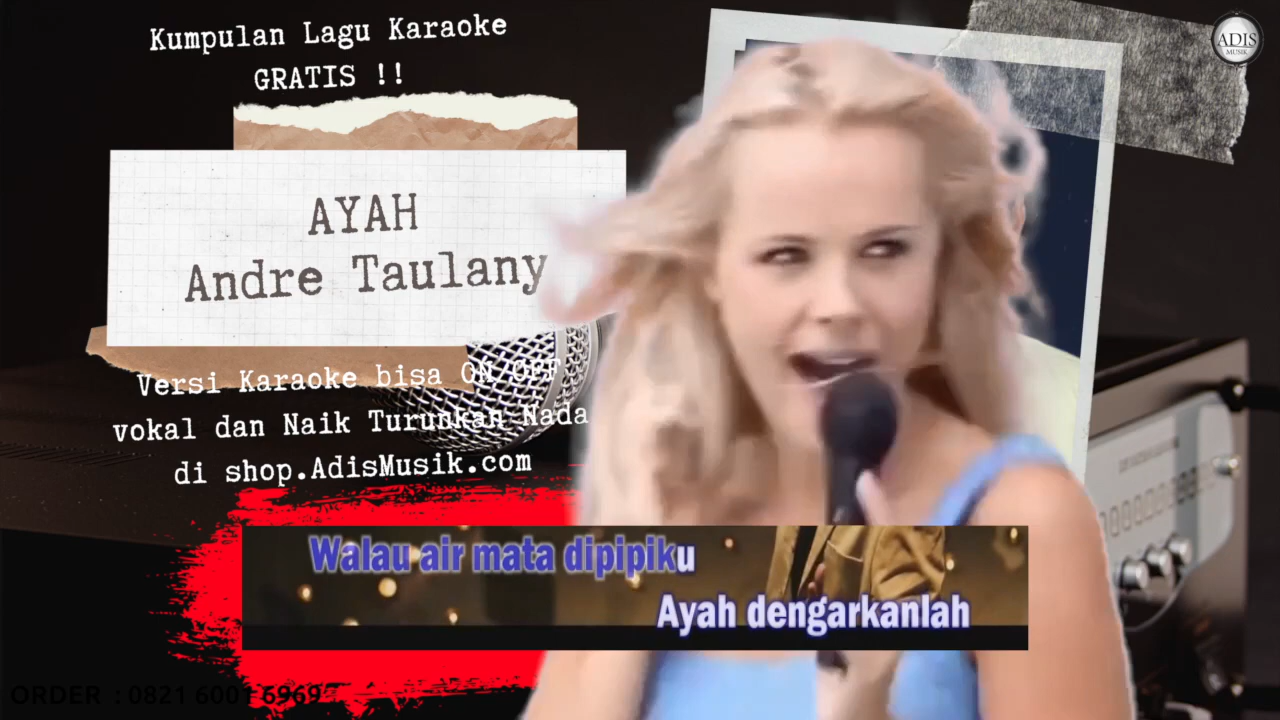 Kumpulan Lagu Karaoke
GRATIS !!
ADIS
MUSIK
AYAH
Andre Taulany
Versi Karaoke bisa ON OFF
vokal dan Naik Turunkan Nada
di shop.AdisMusik.com
Walau air mata dipipiku
Ayah dengarkanlah
ORDER : 0821 6001 6969